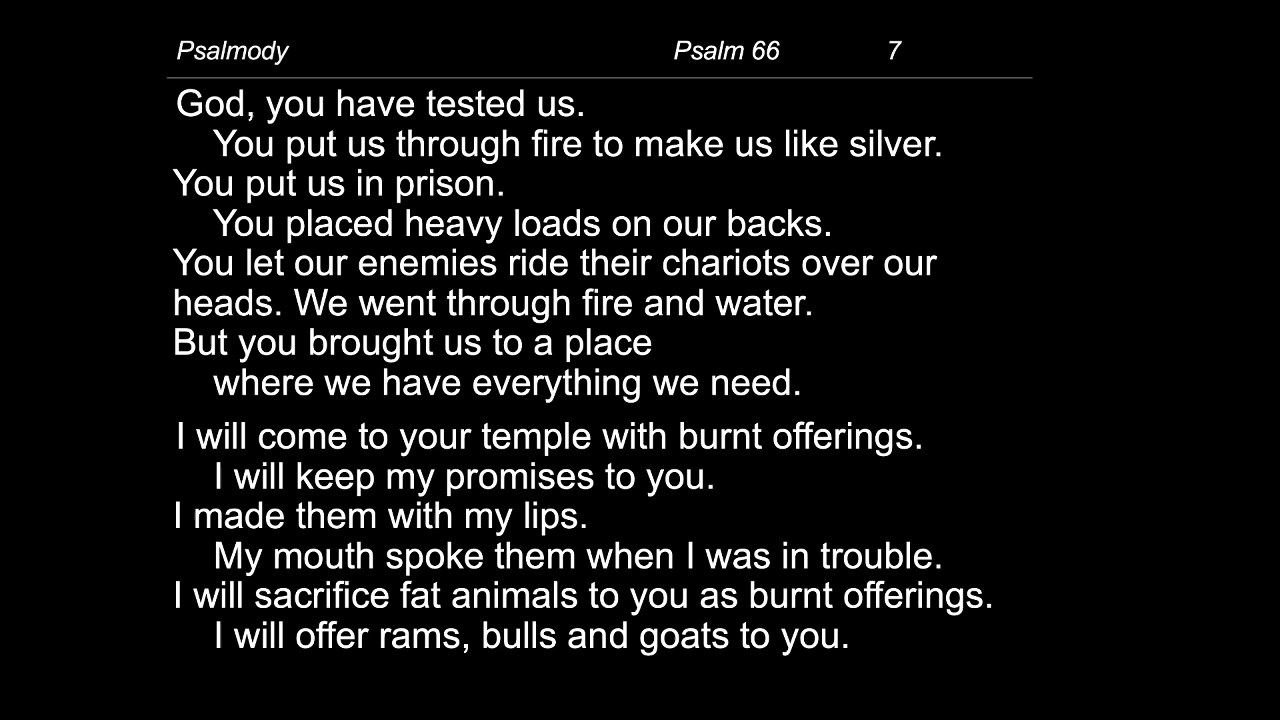 Psalmody Psalm 66 7
God, you have tested us.
You put us through fire to make us like silver.
You put us in prison.
You placed heavy loads on our backs.
You let our enemies ride their chariots over our
heads. We went through fire and water.
But you brought us to a place
where we have everything we need.
I will come to your temple with burnt offerings.
I will keep my promises to you.
I made them with my lips.
My mouth spoke them when I was in trouble.
I will sacrifice fat animals to you as burnt offerings.
I will offer rams, bulls and goats to you.